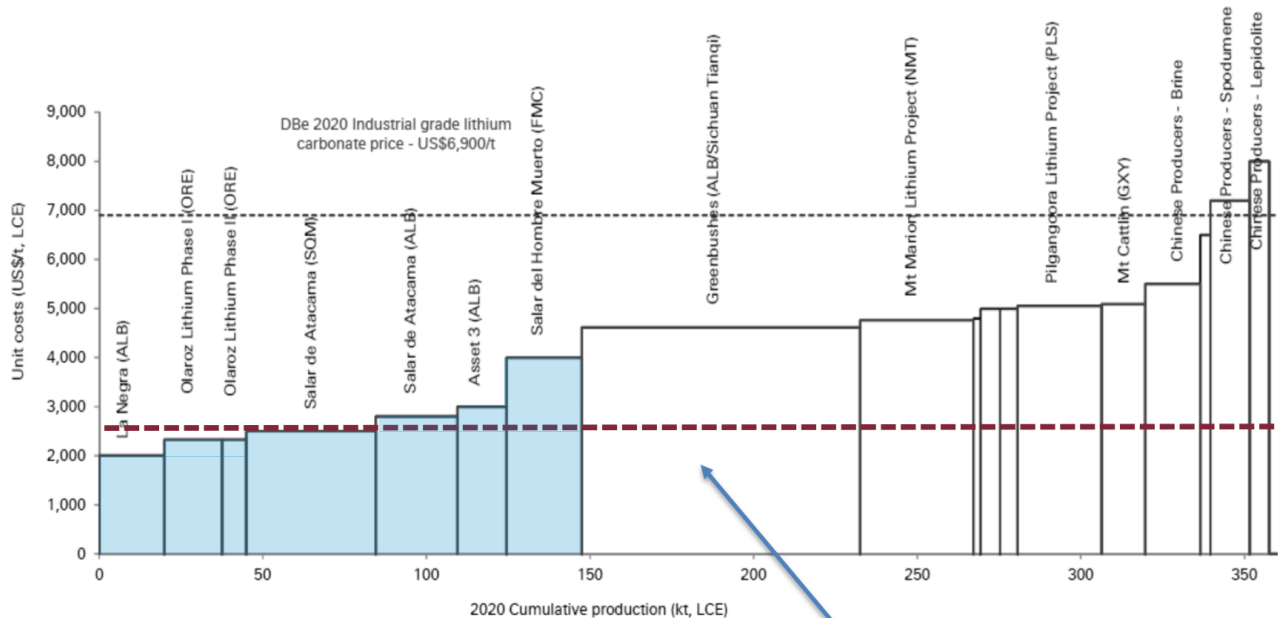 DBe 2020 Industrial grade lithium
carbonate price - US$6,900/t
Unit costs (US$/t, LCE)
9,000
8,000
7,000
6,000
5,000
4,000
3,000
2,000
1,000
0
La Negra (ALB)
Olaroz Lithium Phase I (ORE)
Olaroz Lithium Phase II (ORE)
Salar de Atacama (SQM)
Salar de Atacama (ALB)
Asset 3 (ALB)
Salar del Hombre Muerto (FMC)
Greenbushes (ALB/Sichuan Tianqi)
Mt Marion Lithium Project (NMT)
Pilgangoora Lithium Project (PLS)
Mt Cattlin (GXY)
Chinese Producers - Brine
Chinese Producers - Spodumene
Chinese Producers - Lepidolite
0
50
100
150
200
250
300
350
2020 Cumulative production (kt, LCE)